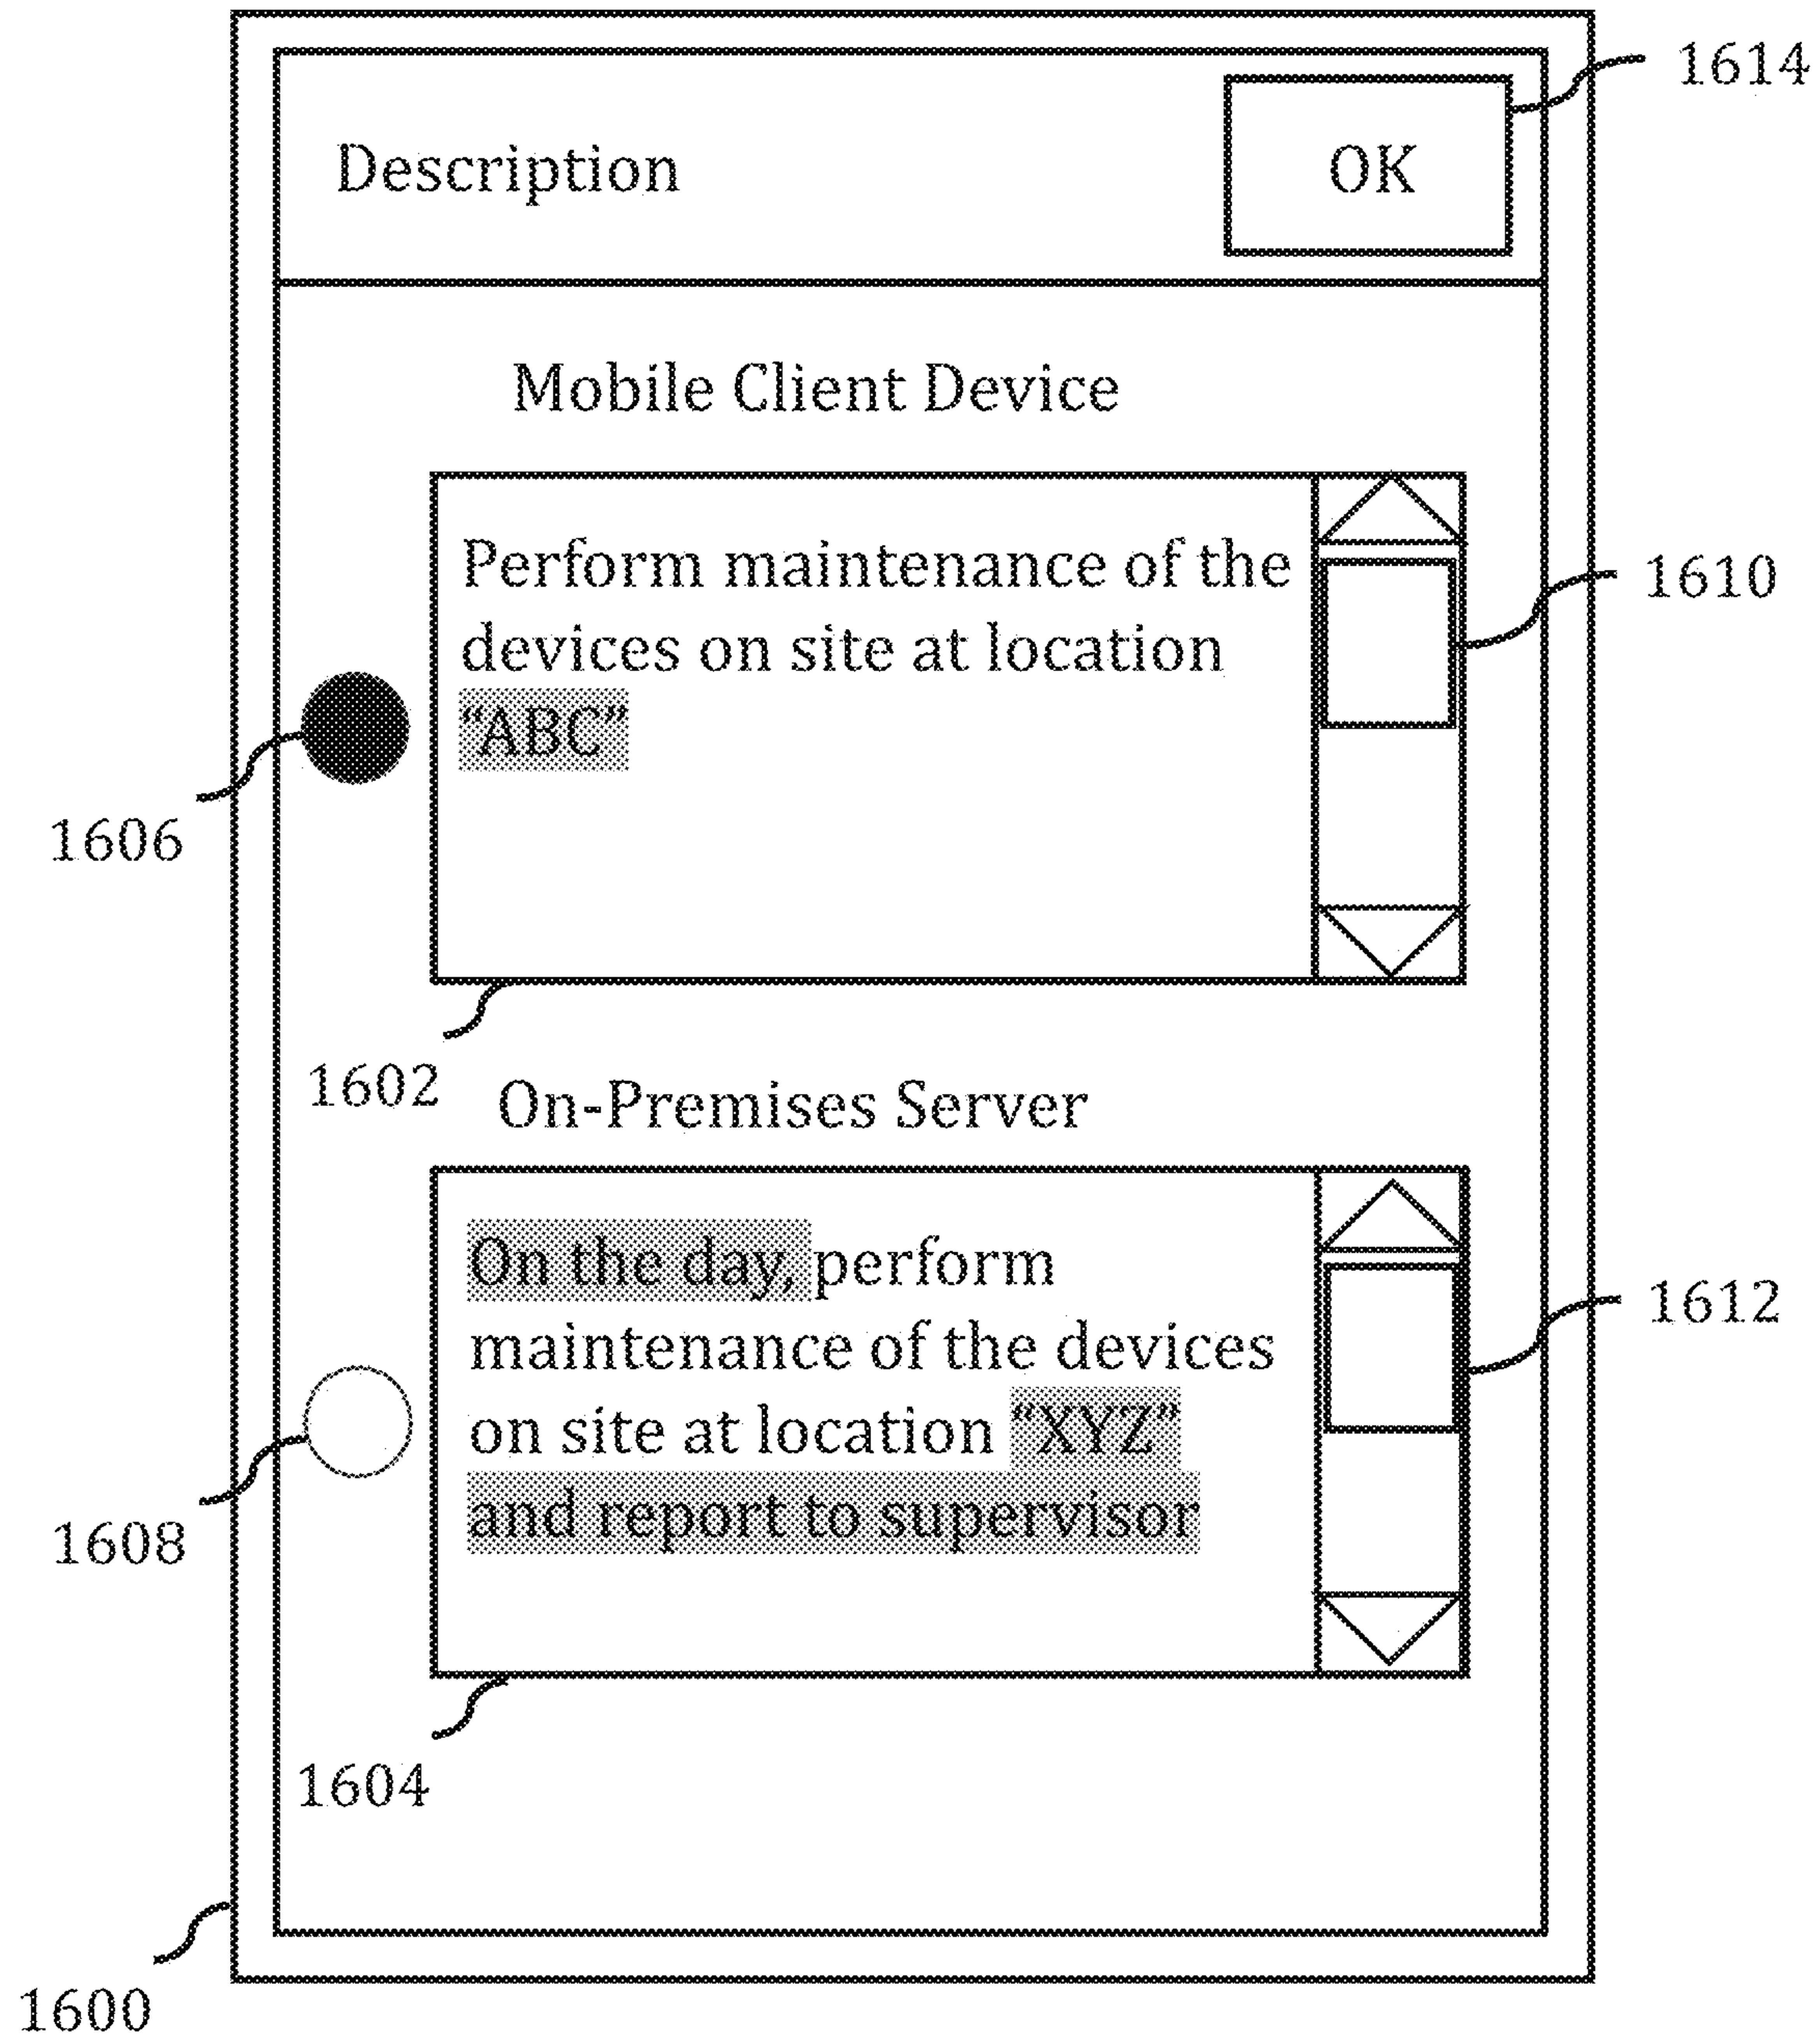 1614
Description
OK
Mobile Client Device
Perform maintenance of the
devices on site at location
“ABC”
1610
1606
1602
On-Premises Server
On the day, perform
maintenance of the devices
on site at location “XYZ”
and report to supervisor
1612
1608
1604
1600